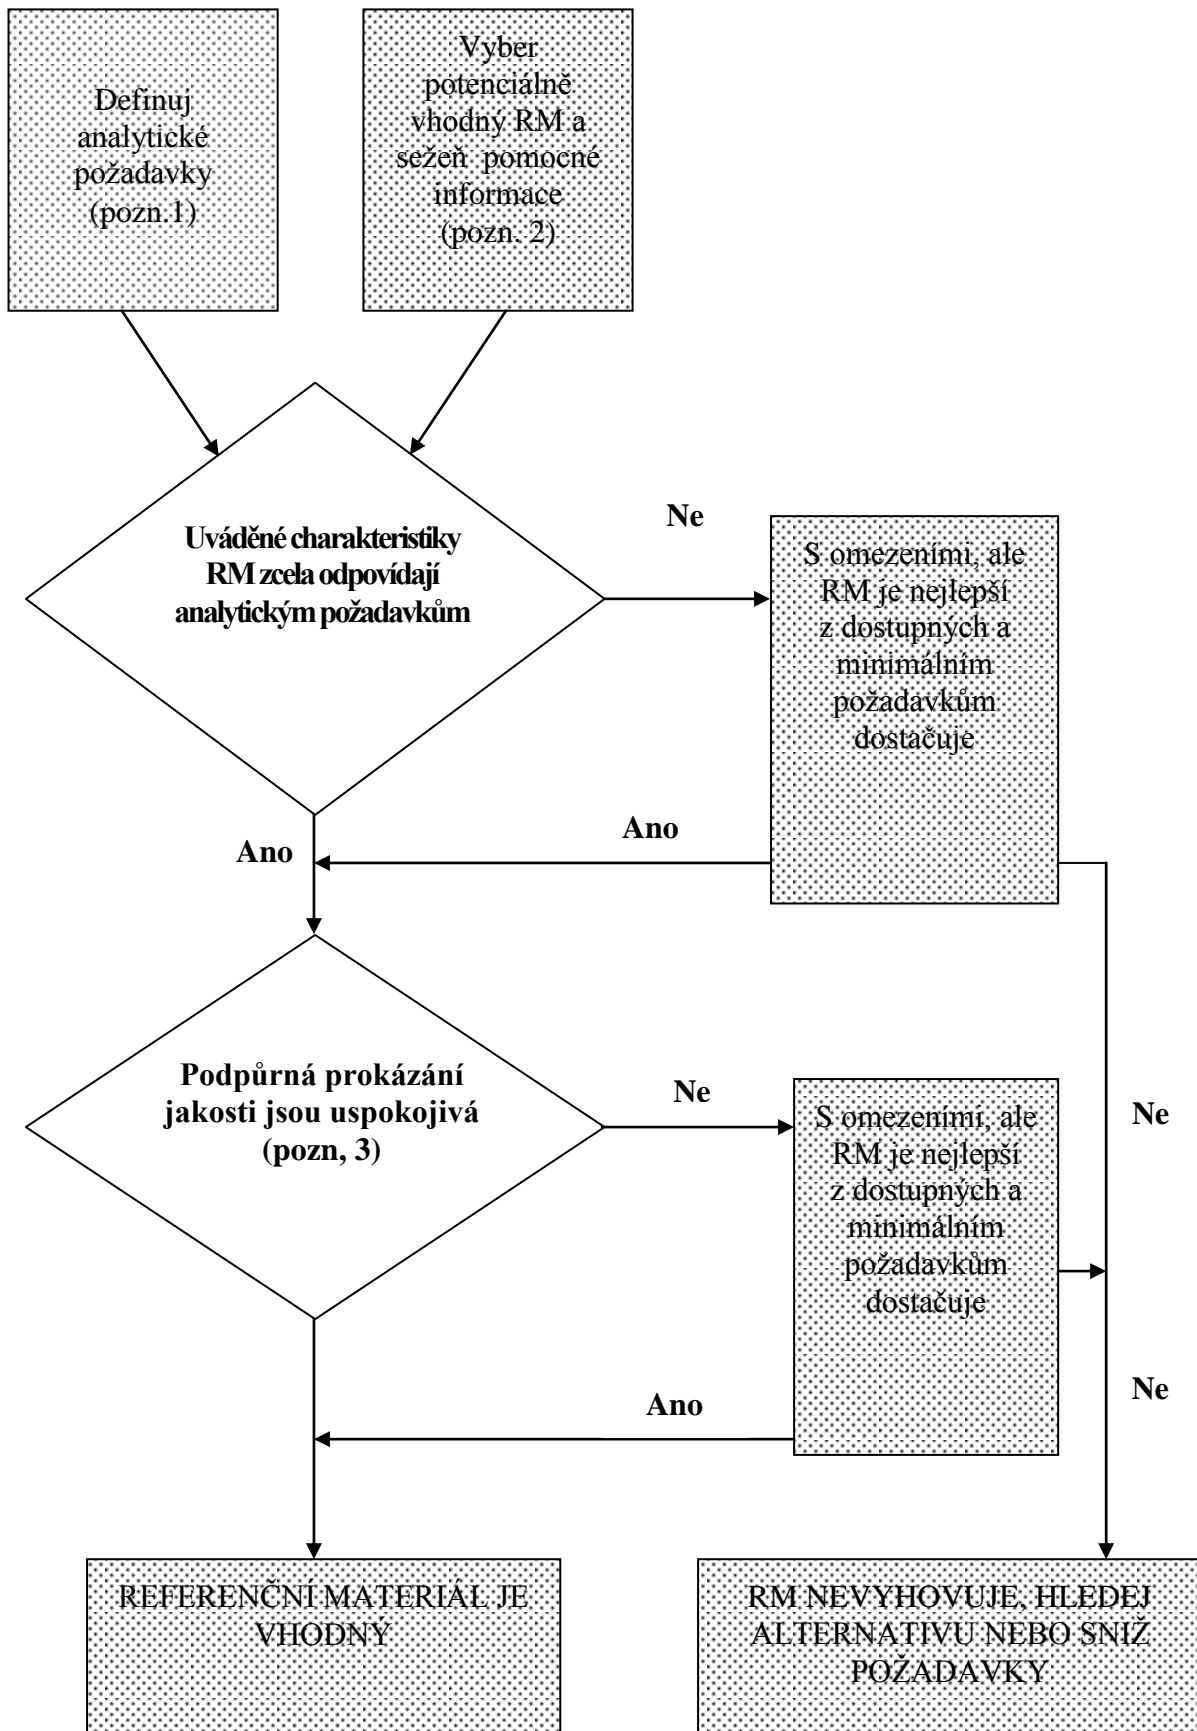 Definuj
analytické
požadavky
(pozn.1)
Vyber
potenciálně
vhodný RM a
sežeň pomocné
informace
(pozn. 2)
Uváděné charakteristiky
RM zcela odpovídají
analytickým požadavkům
Ne
S omezeními, ale
RM je nejlepší
z dostupných a
minimálním
požadavkům
dostačuje
Ano
Ano
Podpůrná prokázání
jakosti jsou uspokojivá
(pozn, 3)
Ne
S omezeními, ale
RM je nejlepší
z dostupných a
minimálním
požadavkům
dostačuje
Ne
Ne
Ano
REFERENČNÍ MATERIÁL JE
VHODNÝ
RM NEVYHOVUJE, HLEDEJ
ALTERNATIVU NEBO SNIŽ
POŽADAVKY